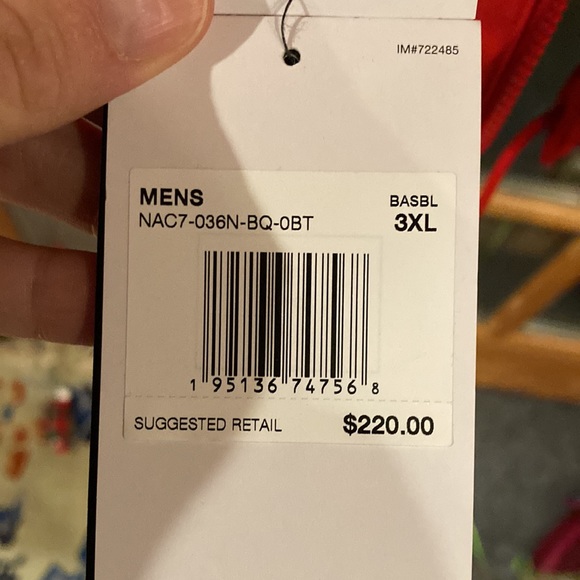 IM#722485
MENS BASBL
NAC7-036N-BQ-0BT 3XL
1 95136 74756 8
SUGGESTED RETAIL $220.00